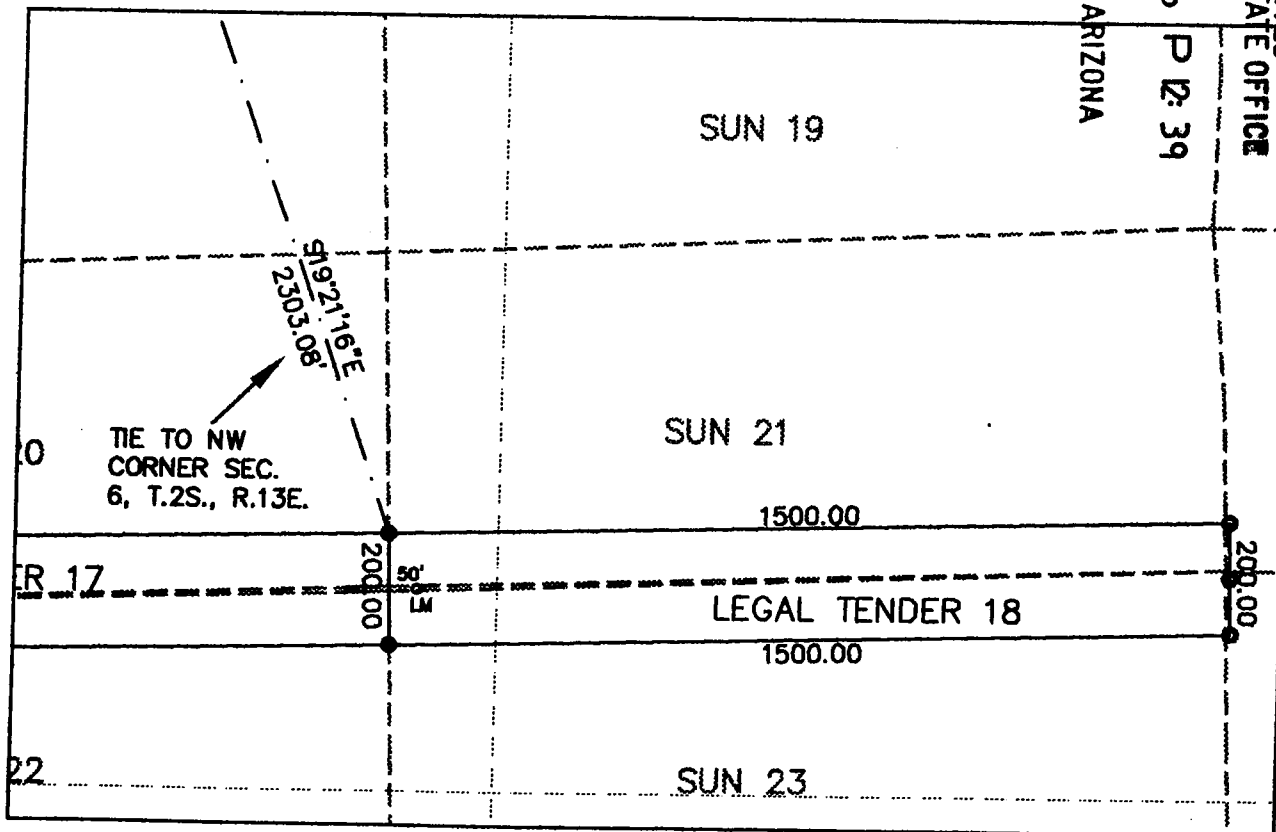 ATE OFFICE
P 12: 39
ARIZONA
SUN 19
S19°21'16"E
2303.08'
TIE TO NW
CORNER SEC.
6, T.2S., R.13E.
SUN 21
1500.00
200.00
50'
LM
200.00
ER 17
LEGAL TENDER 18
1500.00
22
SUN 23